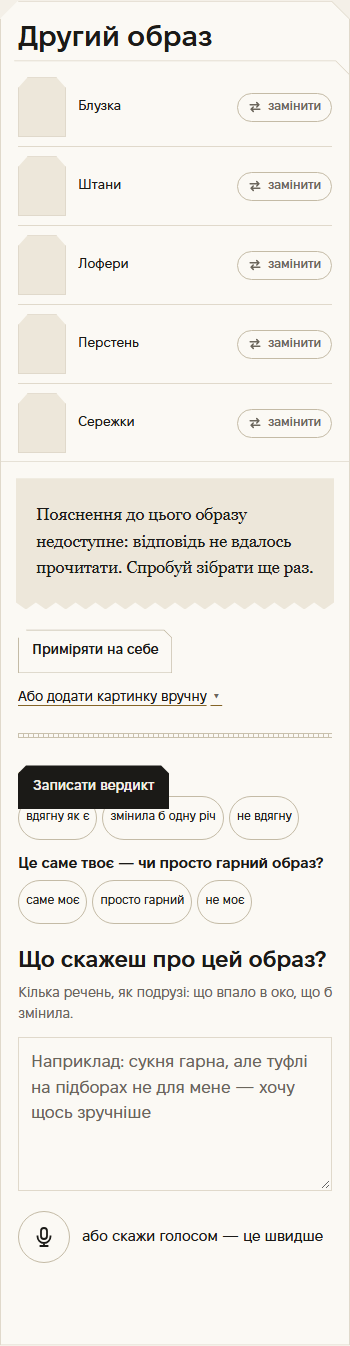 Другий образ
Блузка
замінити
Штани
замінити
Лофери
замінити
Перстень
замінити
Сережки
замінити
Пояснення до цього образу
недоступне: відповідь не вдалось
прочитати. Спробуй зібрати ще раз.
Приміряти на себе
Або додати картинку вручну
Записати вердикт
вдягну як є
змінила б одну річ
не вдягну
Це саме твоє — чи просто гарний образ?
саме моє
просто гарний
не моє
Що скажеш про цей образ?
Кілька речень, як подрузі: що впало в око, що б
змінила.
Наприклад: сукня гарна, але туфлі
на підборах не для мене — хочу
щось зручніше
або скажи голосом — це швидше